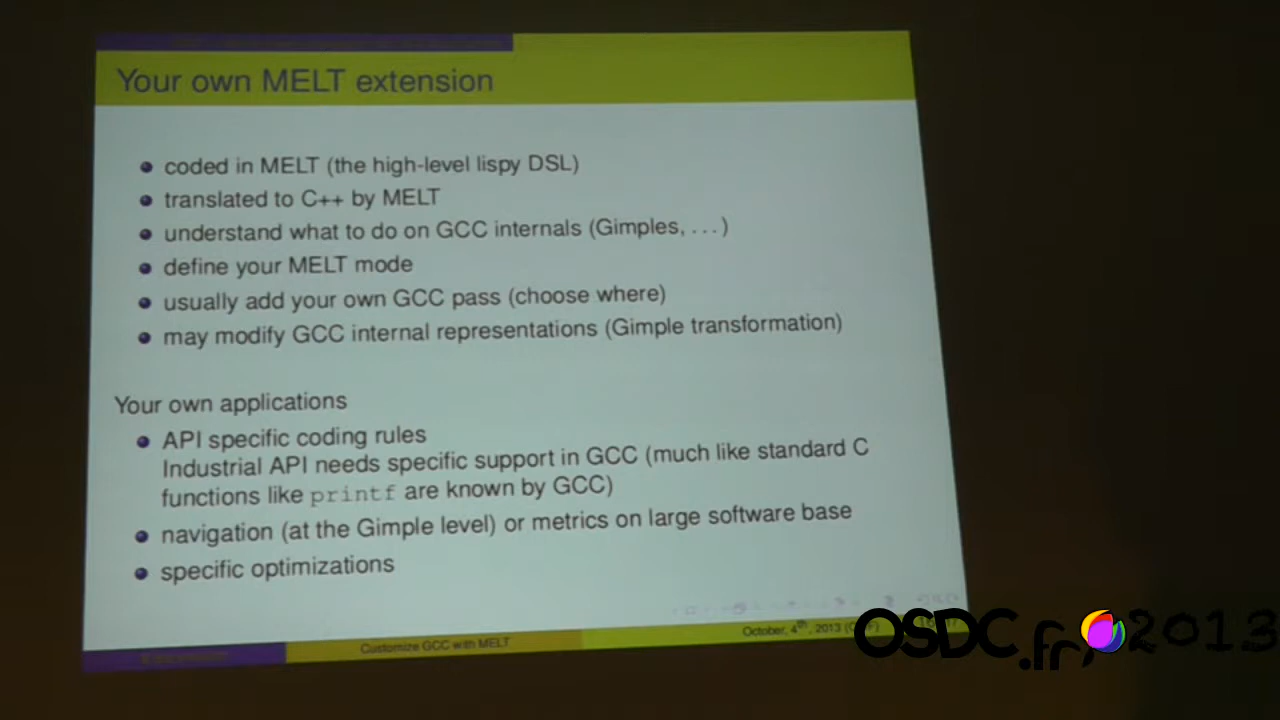 Your own MELT extension
coded in MELT (the high-level lispy DSL)
translated to C++ by MELT
understand what to do on GCC internals (Gimples, ...)
define your MELT mode
usually add your own GCC pass (choose where)
may modify GCC internal representations (Gimple transformation)
Your own applications
API specific coding rules
Industrial API needs specific support in GCC (much like standard C
functions like printf are known by GCC)
navigation (at the Gimple level) or metrics on large software base
specific optimizations
Customize GCC with MELT
October, 4th, 2013
OSDC.fr 2013